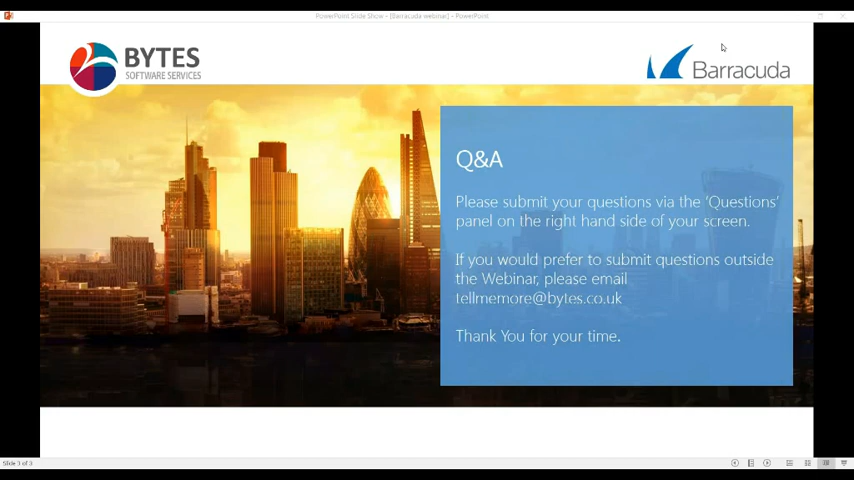 PowerPoint Slide Show - [Barracuda webinar] - PowerPoint
BYTES
SOFTWARE SERVICES
Barracuda
Q&A
Please submit your questions via the 'Questions'
panel on the right hand side of your screen.
If you would prefer to submit questions outside
the Webinar, please email
tellmemore@bytes.co.uk
Thank You for your time.
Slide 3 of 3